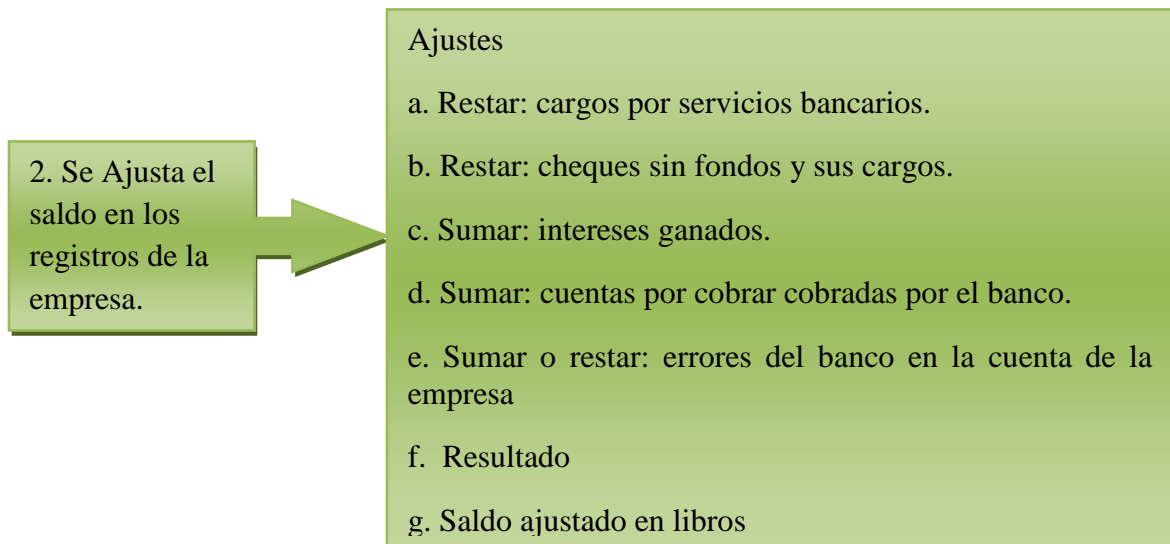 2. Se Ajusta el
saldo en los
registros de la
empresa.
Ajustes
a. Restar: cargos por servicios bancarios.
b. Restar: cheques sin fondos y sus cargos.
c. Sumar: intereses ganados.
d. Sumar: cuentas por cobrar cobradas por el banco.
e. Sumar o restar: errores del banco en la cuenta de la
empresa
f. Resultado
g. Saldo ajustado en libros